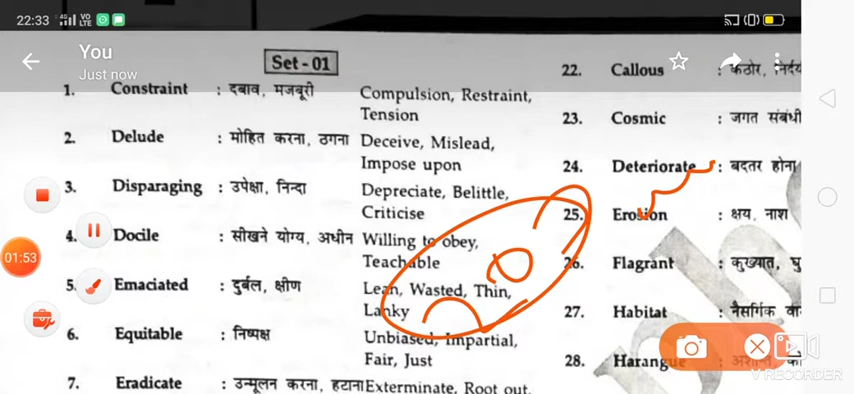 22:33 4G VO LTE
You
Just now
Set - 01
1. Constraint : दबाव, मजबूरी Compulsion, Restraint,
Tension
2. Delude : मोहित करना, ठगना Deceive, Mislead,
Impose upon
3. Disparaging : उपेक्षा, निन्दा Depreciate, Belittle,
Criticise
4. Docile : सीखने योग्य, अधीन Willing to obey,
Teachable
5. Emaciated : दुर्बल, क्षीण Lean, Wasted, Thin,
Lanky
6. Equitable : निष्पक्ष Unbiased, Impartial,
Fair, Just
7. Eradicate : उन्मूलन करना, हटाना Exterminate, Root out,
22. Callous : कठोर, निर्दय
23. Cosmic : जगत संबंधी
24. Deteriorate : बदतर होना
25. Erosion : क्षय, नाश
26. Flagrant : कुख्यात,
27. Habitat : नैसर्गिक
28. Harangue :
01:53
V RECORDER